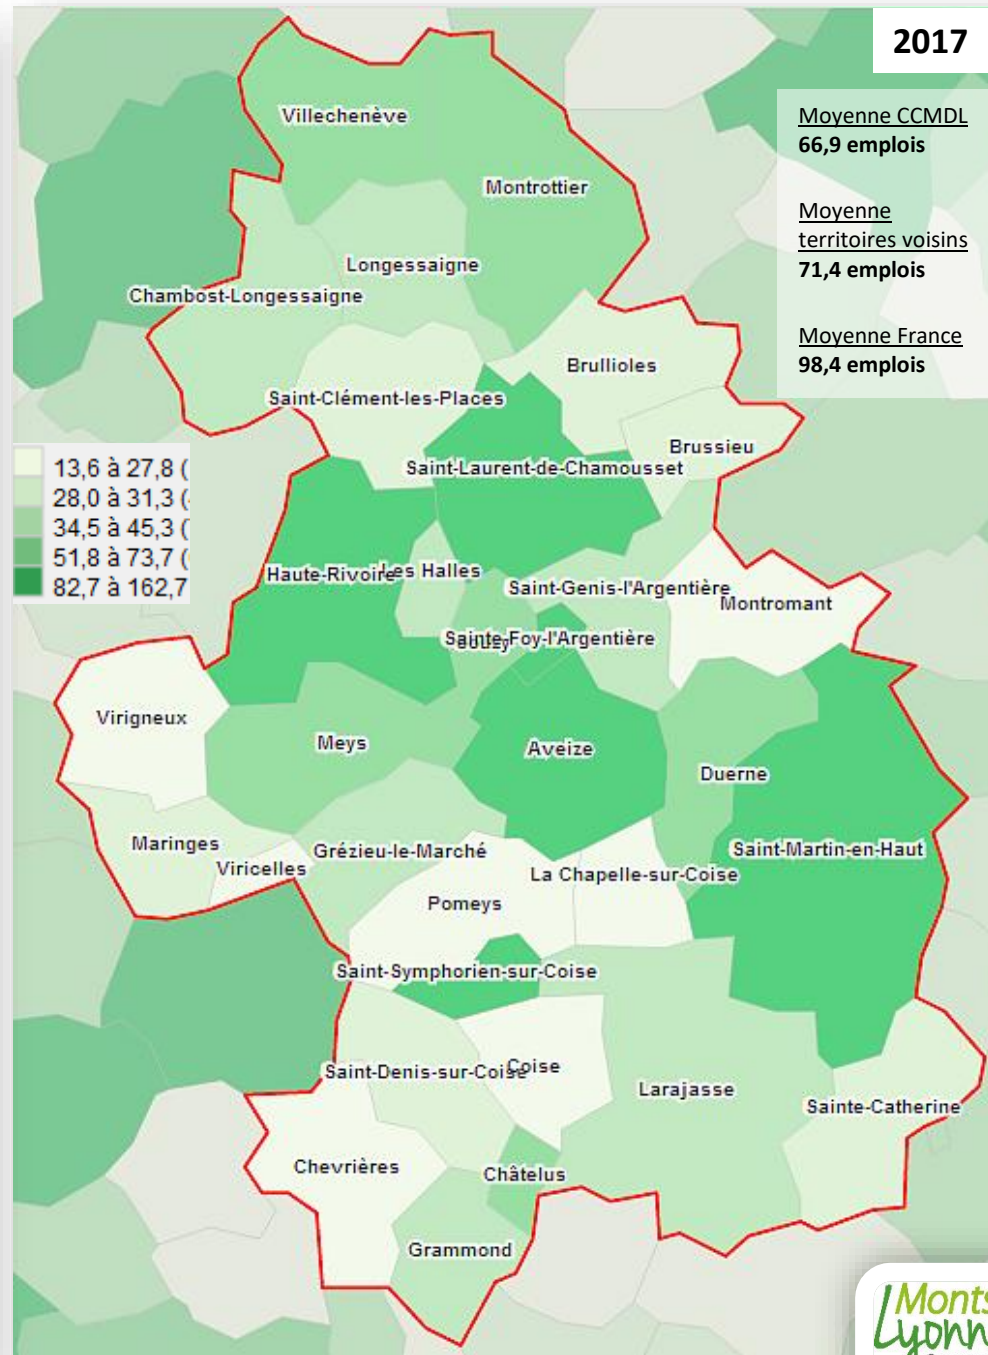 2017
Moyenne CCMDL
66,9 emplois
Moyenne
territoires voisins
71,4 emplois
Moyenne France
98,4 emplois
Villechenève
Montrottier
Longessaigne
Chambost-Longessaigne
Brullioles
Saint-Clément-les-Places
Brussieu
Saint-Laurent-de-Chamousset
13,6 à 27,8 (
28,0 à 31,3 (
34,5 à 45,3 (
51,8 à 73,7 (
82,7 à 162,7
Haute-Rivoire
Les Halles
Saint-Genis-l'Argentière
Montromant
Sainte-Foy-l'Argentière
Souzy
Virigneux
Meys
Aveize
Duerne
Maringes
Viricelles
Grézieu-le-Marché
Saint-Martin-en-Haut
La Chapelle-sur-Coise
Pomeys
Saint-Symphorien-sur-Coise
Saint-Denis-sur-Coise
Coise
Larajasse
Sainte-Catherine
Chevrières
Châtelus
Grammond
Monts
Lyonn